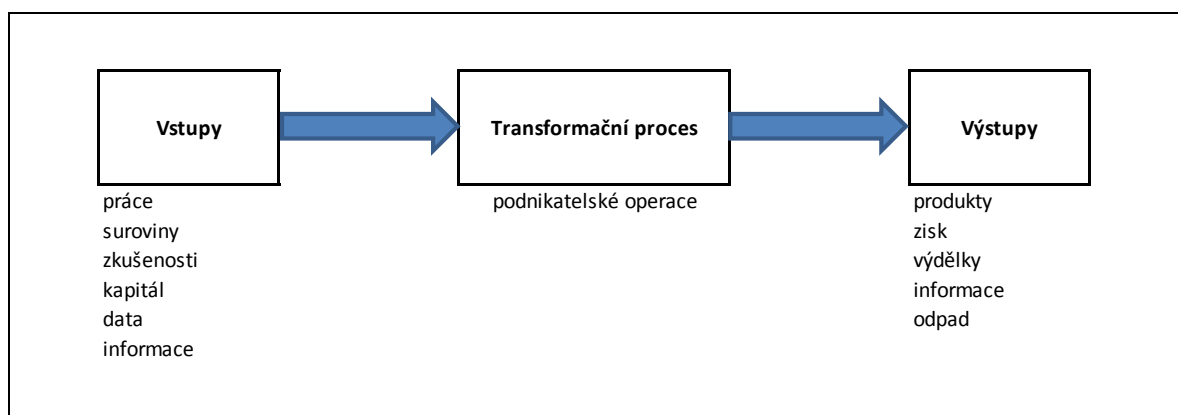 Vstupy
Transformační proces
Výstupy
práce
suroviny
zkušenosti
kapitál
data
informace
podnikatelské operace
produkty
zisk
výdělky
informace
odpad